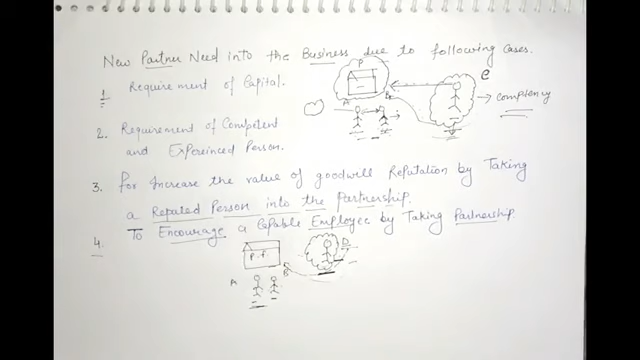 New Partner Need into the Business due to following Cases.
1 Requirement of Capital.
P
A
B
C
→ Comptency
2. Requirement of Competent
and Expereinced Person.
3. For Increase the value of goodwill Reputation by Taking
a Reputed Person into the Partnership.
4. To Encourage a Capable Employee by Taking Partnership.
P.f
A
B
D